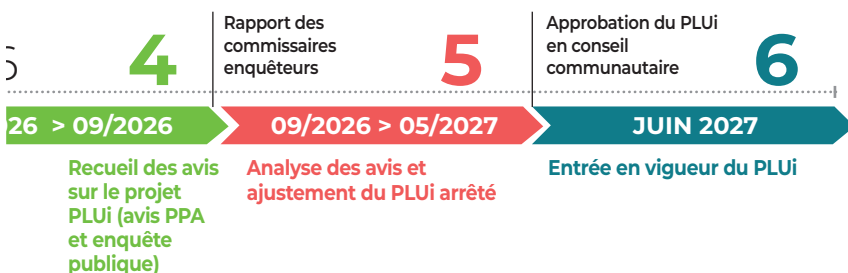 4
Rapport des
commissaires
enquêteurs
5
Approbation du PLUi
en conseil
communautaire
6
26 > 09/2026
09/2026 > 05/2027
JUIN 2027
Recueil des avis
sur le projet
PLUi (avis PPA
et enquête
publique)
Analyse des avis et
ajustement du PLUi arrêté
Entrée en vigueur du PLUi